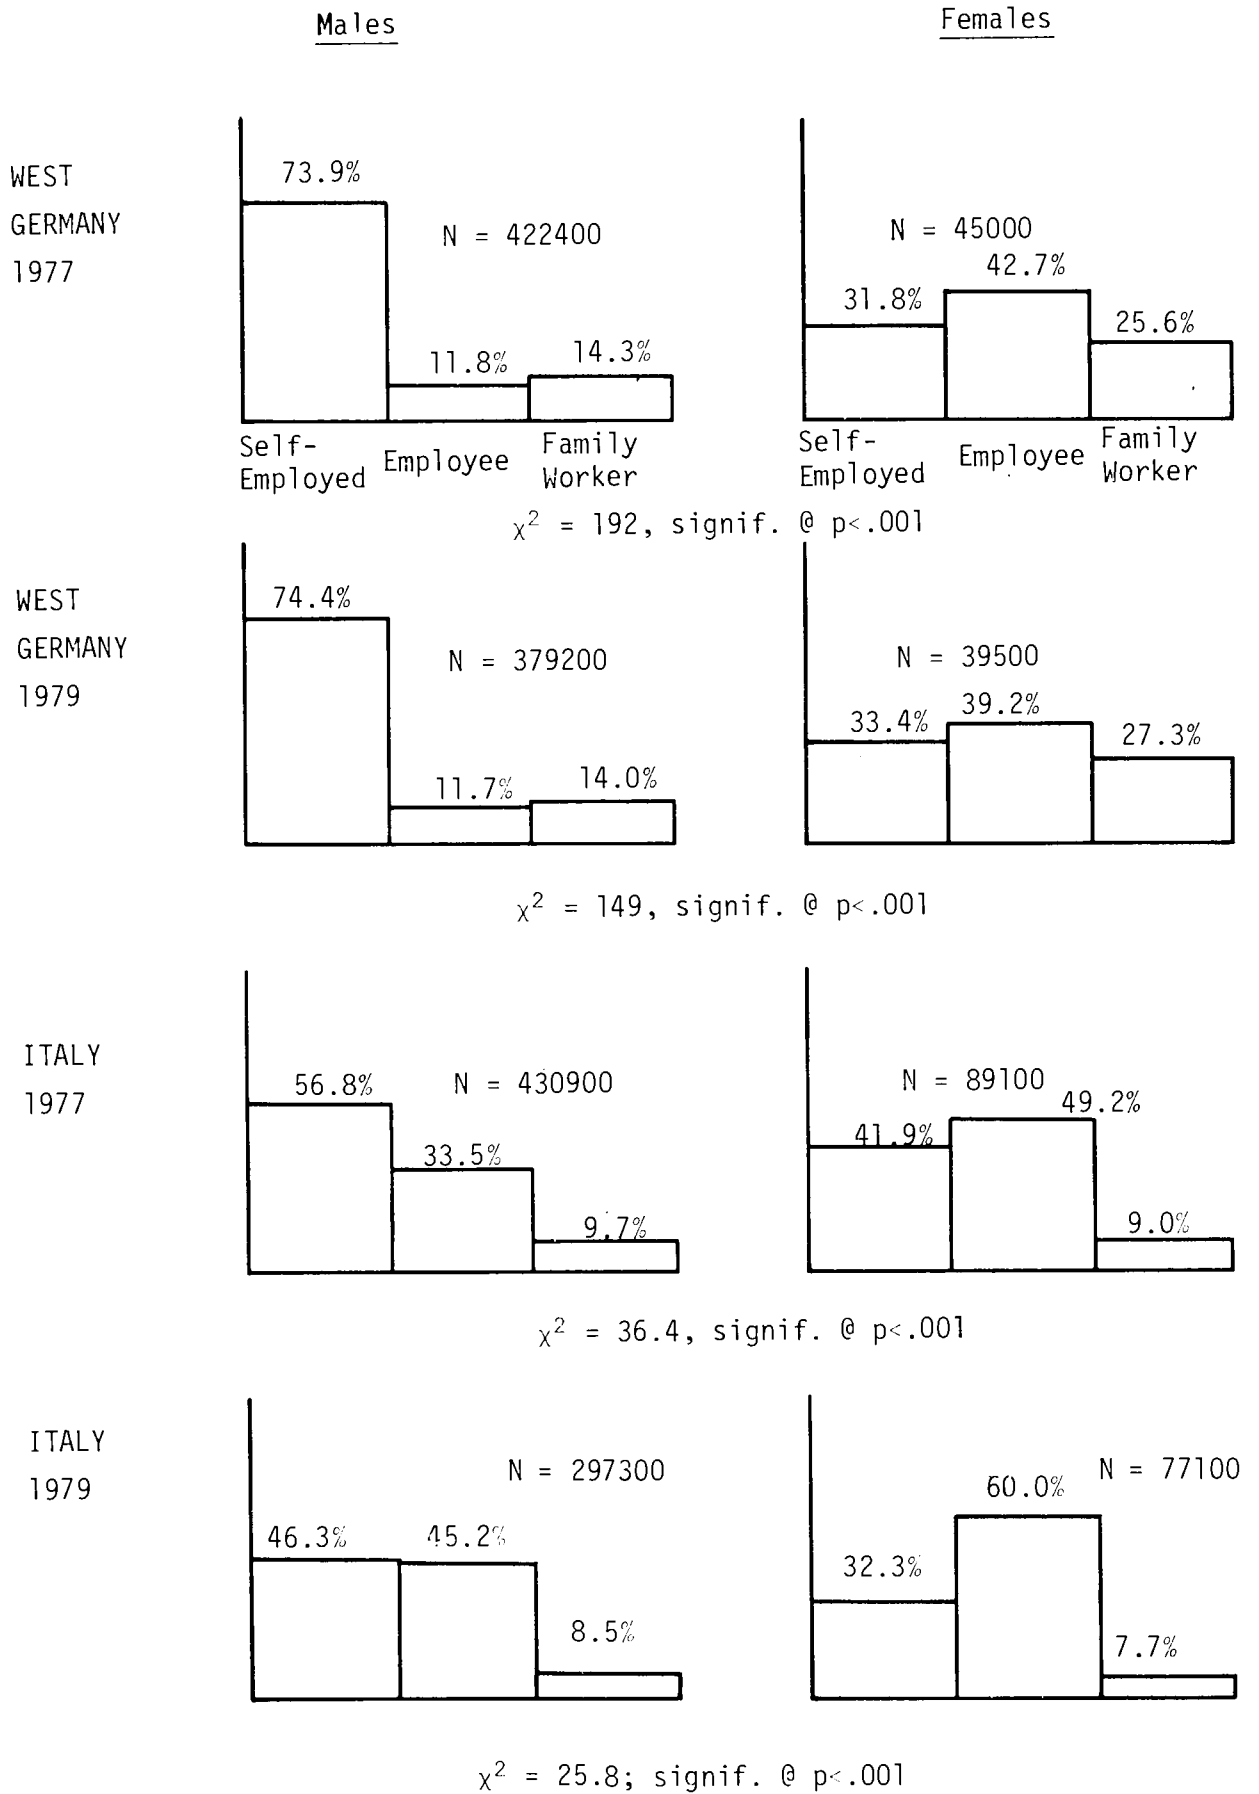 Males
Females
WEST
GERMANY
1977
73.9%
N = 422400
11.8%
14.3%
Self-
Employed
Employee
Family
Worker
N = 45000
42.7%
31.8%
25.6%
Self-
Employed
Employee
Family
Worker
χ² = 192, signif. @ p<.001
WEST
GERMANY
1979
74.4%
N = 379200
11.7%
14.0%
N = 39500
39.2%
33.4%
27.3%
χ² = 149, signif. @ p<.001
ITALY
1977
56.8%
N = 430900
33.5%
9.7%
N = 89100
49.2%
41.9%
9.0%
χ² = 36.4, signif. @ p<.001
ITALY
1979
N = 297300
46.3%
45.2%
8.5%
N = 77100
60.0%
32.3%
7.7%
χ² = 25.8; signif. @ p<.001